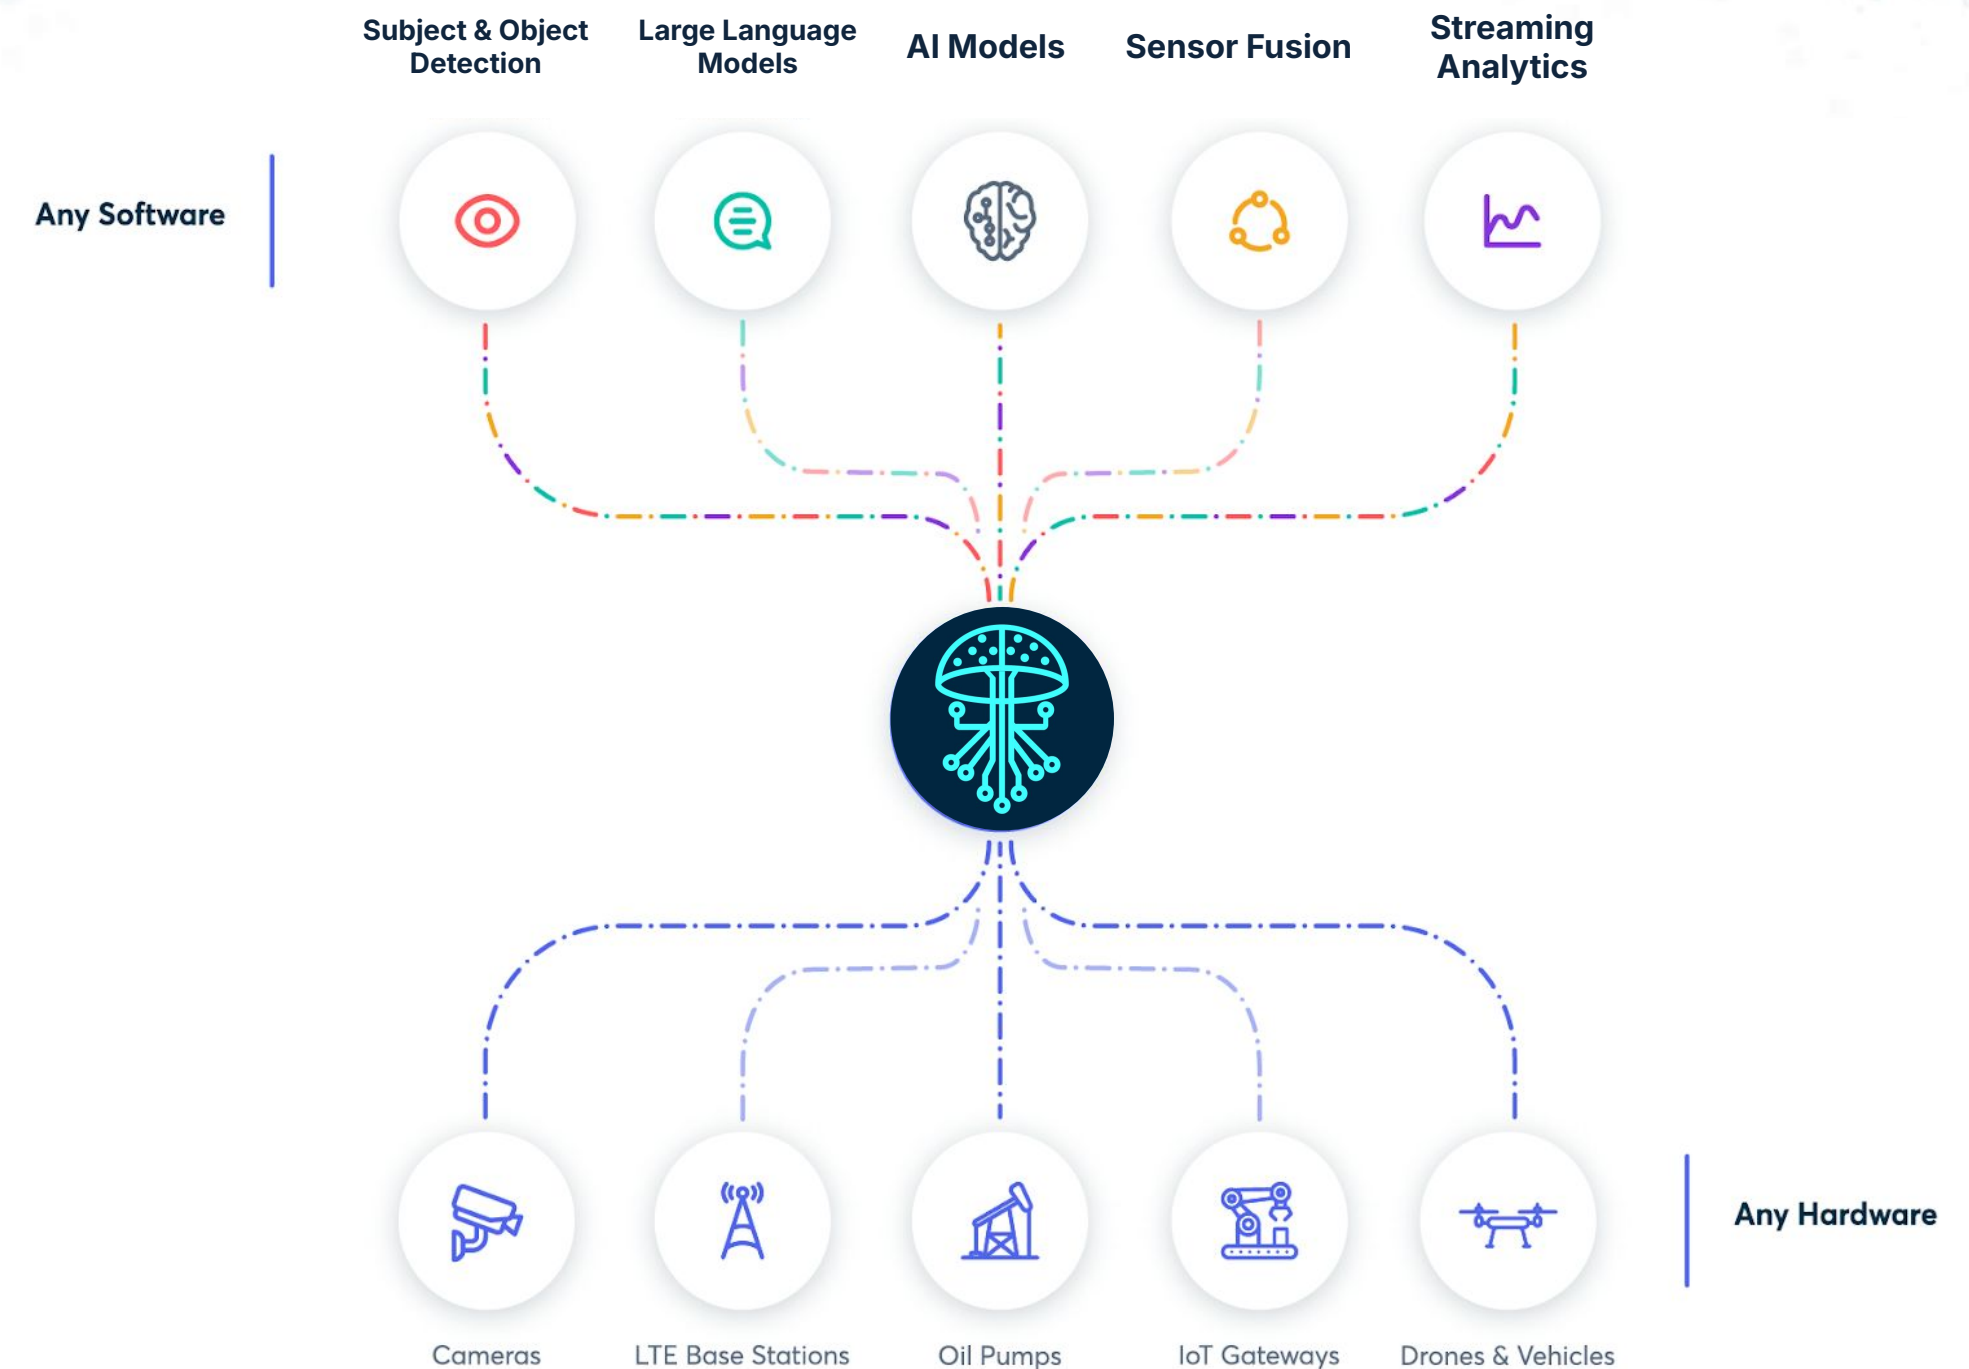 Subject & Object
Detection
Large Language
Models
AI Models
Sensor Fusion
Streaming
Analytics
Any Software
Any Hardware
Cameras
LTE Base Stations
Oil Pumps
IoT Gateways
Drones & Vehicles